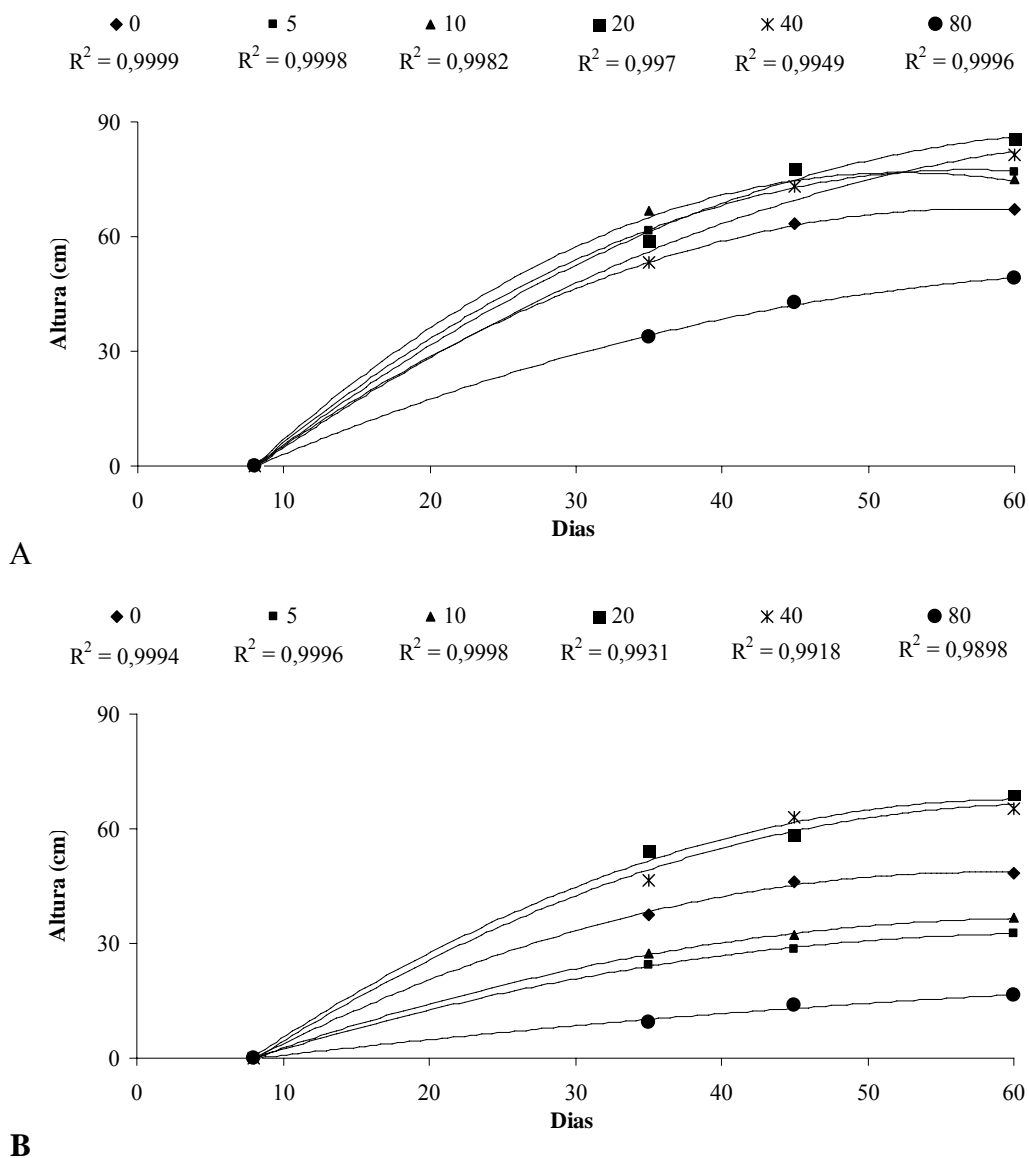 0 5 10 20 40 80
R² = 0,9999 R² = 0,9998 R² = 0,9982 R² = 0,997 R² = 0,9949 R² = 0,9996
90
60
30
0
Altura (cm)
0 10 20 30 40 50 60
Dias
A
0 5 10 20 40 80
R² = 0,9994 R² = 0,9996 R² = 0,9998 R² = 0,9931 R² = 0,9918 R² = 0,9898
90
60
30
0
Altura (cm)
0 10 20 30 40 50 60
Dias
B